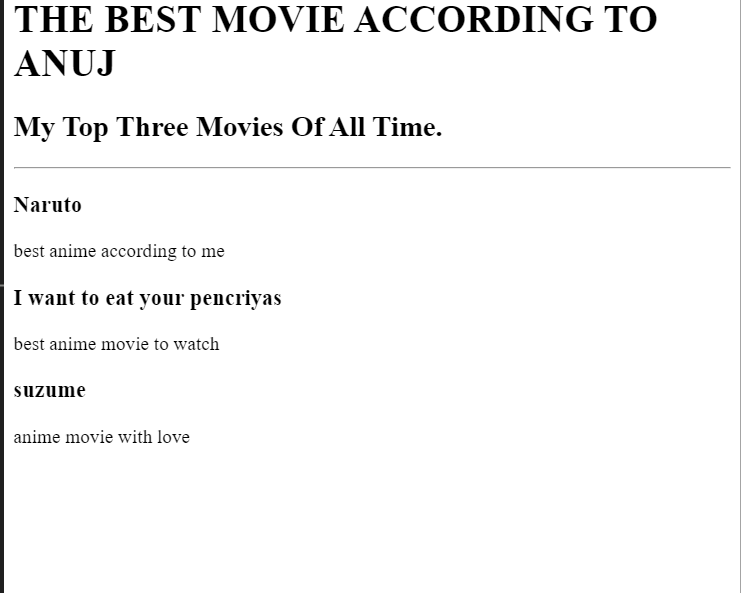 THE BEST MOVIE ACCORDING TO
ANUJ
My Top Three Movies Of All Time.
Naruto
best anime according to me
I want to eat your pencriyas
best anime movie to watch
suzume
anime movie with love